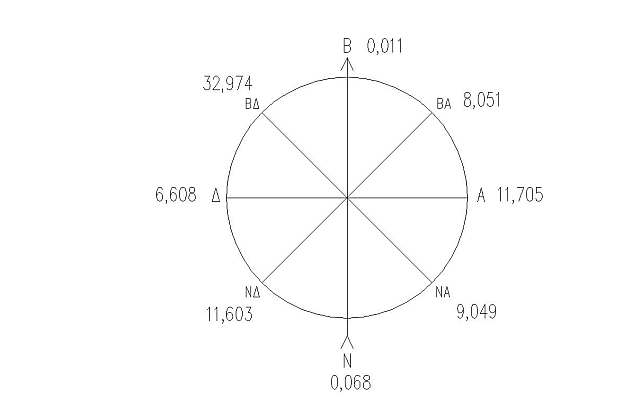 Β 0,011
32,974
ΒΔ
ΒΑ 8,051
6,608 Δ
Α 11,705
ΝΔ
11,603
ΝΑ
9,049
Ν
0,068